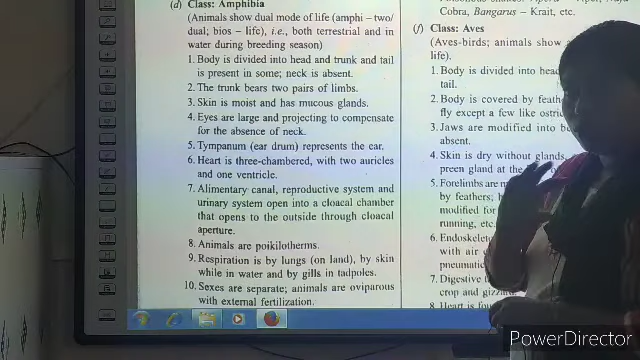 (d) Class: Amphibia
(Animals show dual mode of life (amphi – two/
dual; bios – life), i.e., both terrestrial and in
water during breeding season)
1. Body is divided into head and trunk and tail
is present in some; neck is absent.
2. The trunk bears two pairs of limbs.
3. Skin is moist and has mucous glands.
4. Eyes are large and projecting to compensate
for the absence of neck.
5. Tympanum (ear drum) represents the ear.
6. Heart is three-chambered, with two auricles
and one ventricle.
7. Alimentary canal, reproductive system and
urinary system open into a cloacal chamber
that opens to the outside through cloacal
aperture.
8. Animals are poikilotherms.
9. Respiration is by lungs (on land), by skin
while in water and by gills in tadpoles.
10. Sexes are separate; animals are oviparous
with external fertilization.
Cobra, Bangarus – Krait, etc.
(f) Class: Aves
(Aves-birds; animals show
life).
1. Body is divided into head
tail.
2. Body is covered by feath
fly except a few like ostri
3. Jaws are modified into be
absent.
4. Skin is dry without glands,
preen gland at the
5. Forelimbs are m
by feathers; h
modified for
running, etc.
6. Endoskelet
with air c
pneumatic
7. Digestive
crop and gizzard
8. Heart is fou
PowerDirector